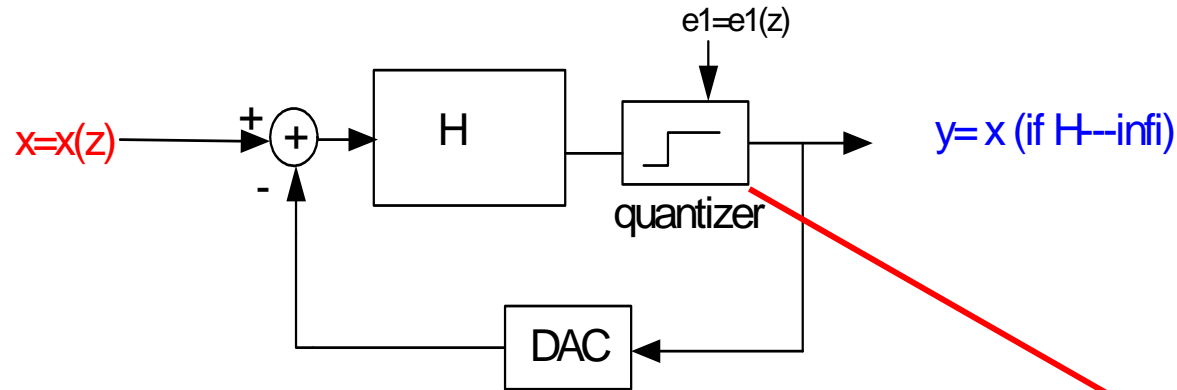 e1=e1(z)
x=x(z)
+
+
-
H
quantizer
y= x (if H---infi)
DAC